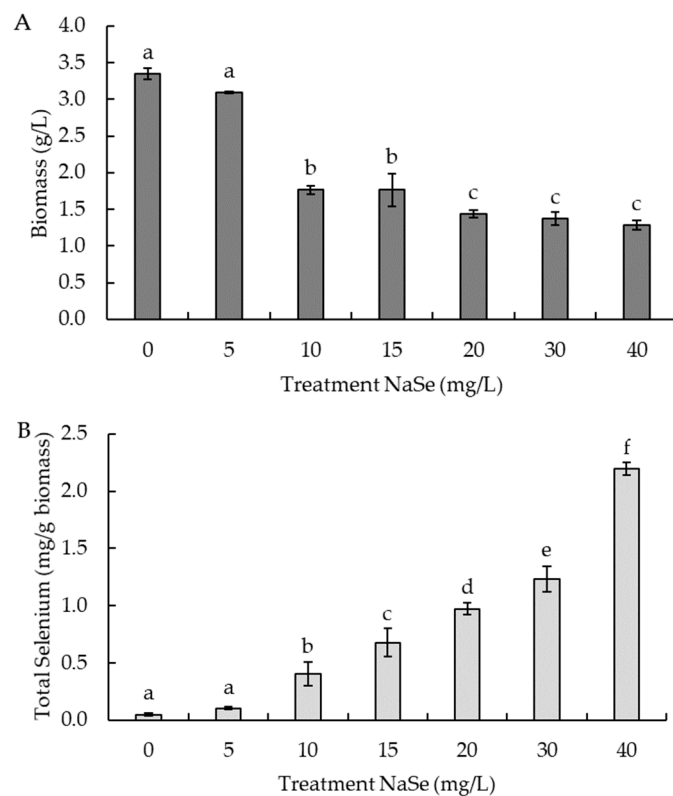 A
4.0
3.5
3.0
2.5
2.0
1.5
1.0
0.5
0.0
Biomass (g/L)
a
a
b
b
c
c
c
0 5 10 15 20 30 40
Treatment NaSe (mg/L)
B
2.5
2.0
1.5
1.0
0.5
0.0
Total Selenium (mg/g biomass)
a
a
b
c
d
e
f
0 5 10 15 20 30 40
Treatment NaSe (mg/L)